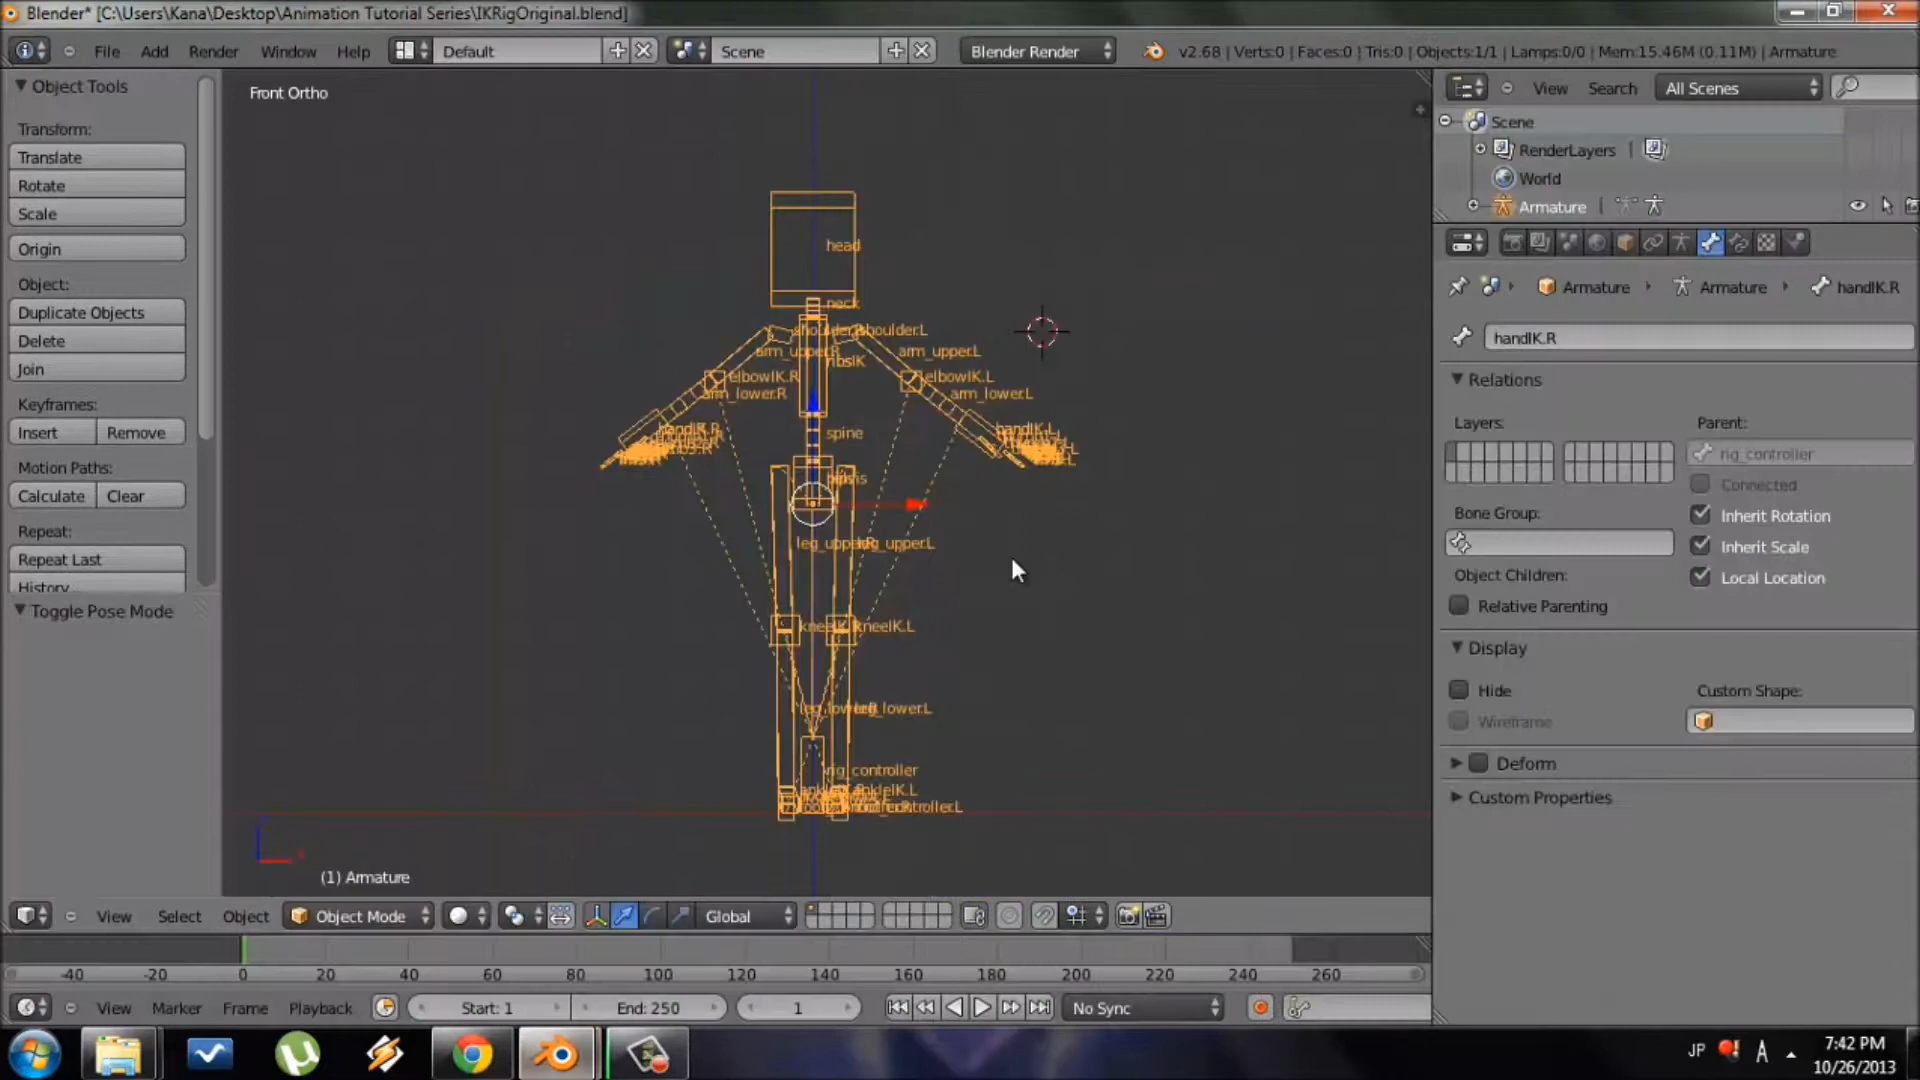 Blender* [C:\Users\Kana\Desktop\Animation Tutorial Series\IKRigOriginal.blend]
File Add Render Window Help Default Scene Blender Render v2.68 | Verts:0 | Faces:0 | Tris:0 | Objects:1/1 | Lamps:0/0 | Mem:15.46M (0.11M) | Armature
Object Tools
Transform:
Translate
Rotate
Scale
Origin
Object:
Duplicate Objects
Delete
Join
Keyframes:
Insert Remove
Motion Paths:
Calculate Clear
Repeat:
Repeat Last
History...
Toggle Pose Mode
Front Ortho
head
neck
shoulder.L
arm_upper.R arm_upper.L
elbowIK.R elbowIK.L
arm_lower.R arm_lower.L
handIK.R handIK.L
spine
leg_upper.L
kneeIK.L
leg_lower.L
rig_controller
ankleIK.L
(1) Armature
View Select Object Object Mode Global
-40 -20 0 20 40 60 80 100 120 140 160 180 200 220 240 260
View Marker Frame Playback Start: 1 End: 250 1 No Sync
View Search All Scenes
Scene
RenderLayers
World
Armature
Armature Armature handIK.R
handIK.R
Relations
Layers: Parent:
rig_controller
Connected
Bone Group: Inherit Rotation
Inherit Scale
Object Children: Local Location
Relative Parenting
Display
Hide Custom Shape:
Wireframe
Deform
Custom Properties
JP A 7:42 PM
10/26/2013